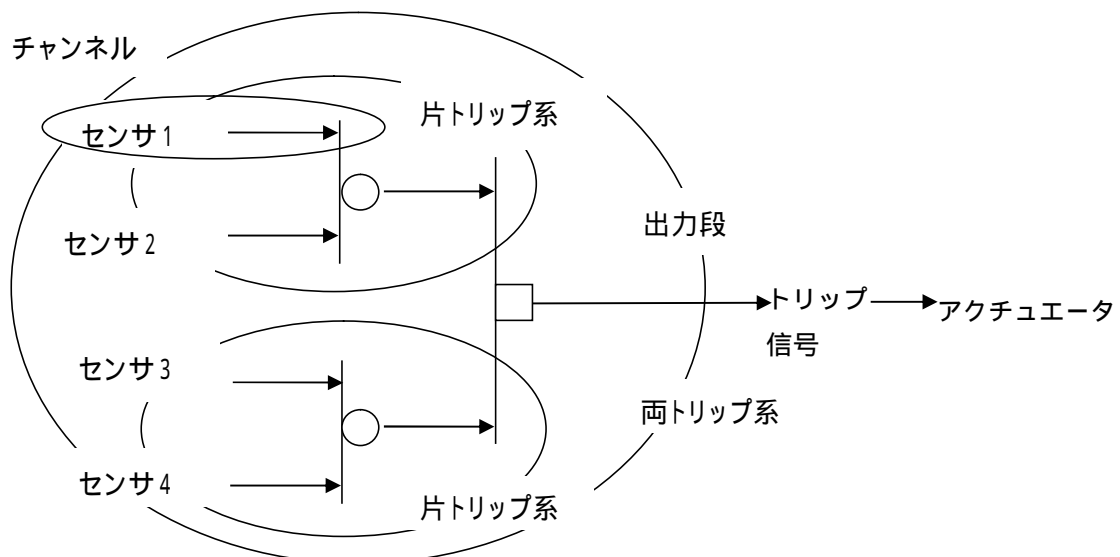 チャンネル
片トリップ系
センサ1
出力段
センサ2
トリップ
信号
アクチュエータ
センサ3
両トリップ系
センサ4
片トリップ系